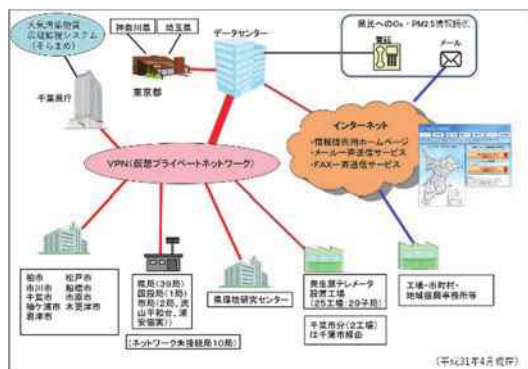 大気汚染物質
広域監視システム
(そらまめ)
神奈川県
埼玉県
データセンター
県民へのOx・PM2.5情報提供
電話
メール
東京都
千葉県庁
インターネット
・情報提供用ホームページ
・メール一斉送信サービス
・FAX一斉送信サービス
VPN(仮想プライベートネットワーク)
柏市 松戸市
市川市 船橋市
千葉市 市原市
袖ケ浦市 木更津市
君津市
県局(39局)
国設局(1局)
市局(2局、流
山平和台、浦
安猫実)
(ネットワーク未接続局10局)
県環境研究センター
発生源テレメータ
設置工場
(25工場:29子局)
千葉市分(2工場)
は千葉市経由
工場・市町村・
地域振興事務所等
(平成31年4月現在)